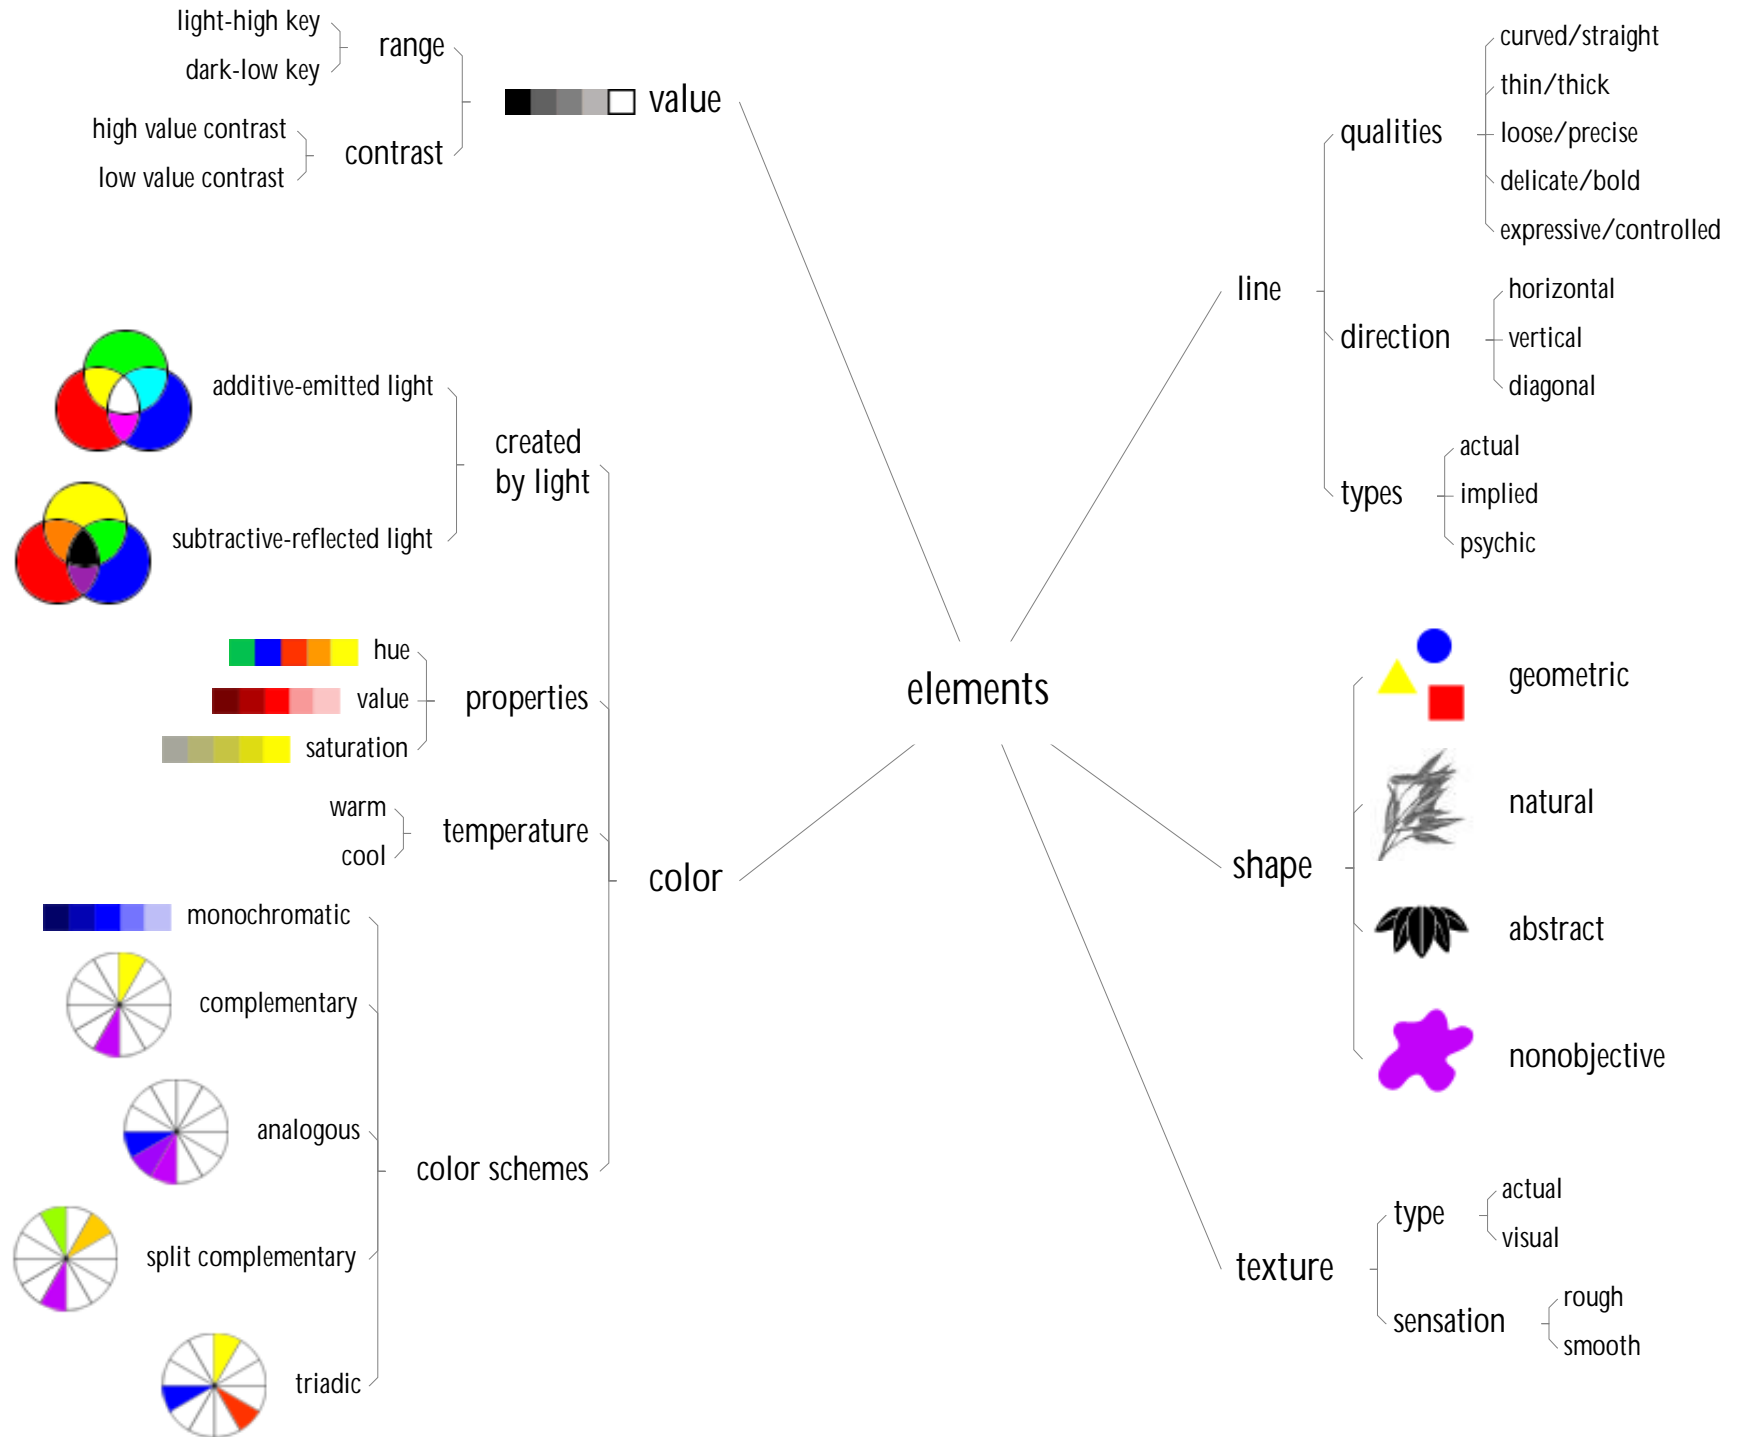 elements
value
range
light-high key
dark-low key
contrast
high value contrast
low value contrast
color
created
by light
additive-emitted light
subtractive-reflected light
properties
hue
value
saturation
temperature
warm
cool
color schemes
monochromatic
complementary
analogous
split complementary
triadic
line
qualities
curved/straight
thin/thick
loose/precise
delicate/bold
expressive/controlled
direction
horizontal
vertical
diagonal
types
actual
implied
psychic
shape
geometric
natural
abstract
nonobjective
texture
type
actual
visual
sensation
rough
smooth